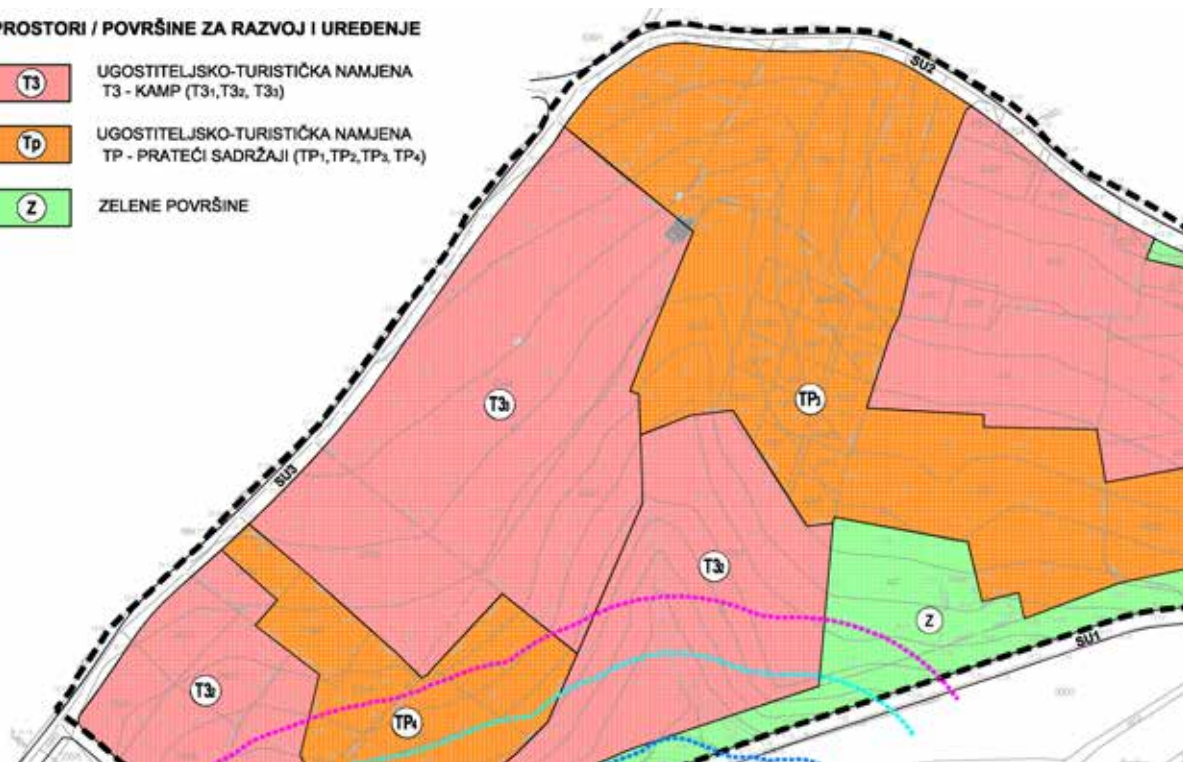 PROSTORI / POVRŠINE ZA RAZVOJ I UREĐENJE
T3
UGOSTITELJSKO-TURISTIČKA NAMJENA
T3 - KAMP (T3₁,T3₂, T3₃)
Tp
UGOSTITELJSKO-TURISTIČKA NAMJENA
TP - PRATEĆI SADRŽAJI (TP₁,TP₂,TP₃, TP₄)
Z
ZELENE POVRŠINE
SU2
T3₃
TP₃
SU3
T3₂
Z
SU1
T3₂
TP₄